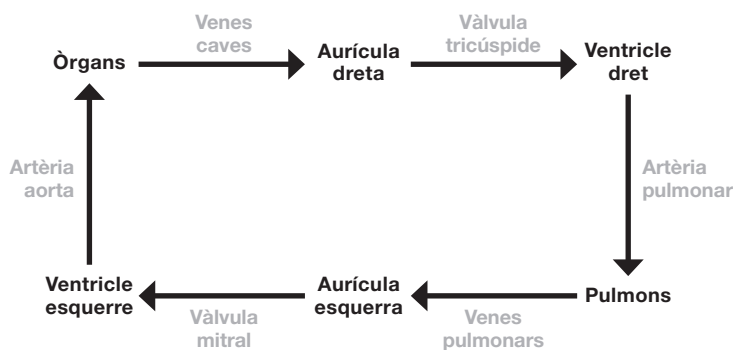 Venes
caves
Vàlvula
tricúspide
Òrgans
Aurícula
dreta
Ventricle
dret
Artèria
aorta
Artèria
pulmonar
Ventricle
esquerre
Aurícula
esquerra
Pulmons
Vàlvula
mitral
Venes
pulmonars